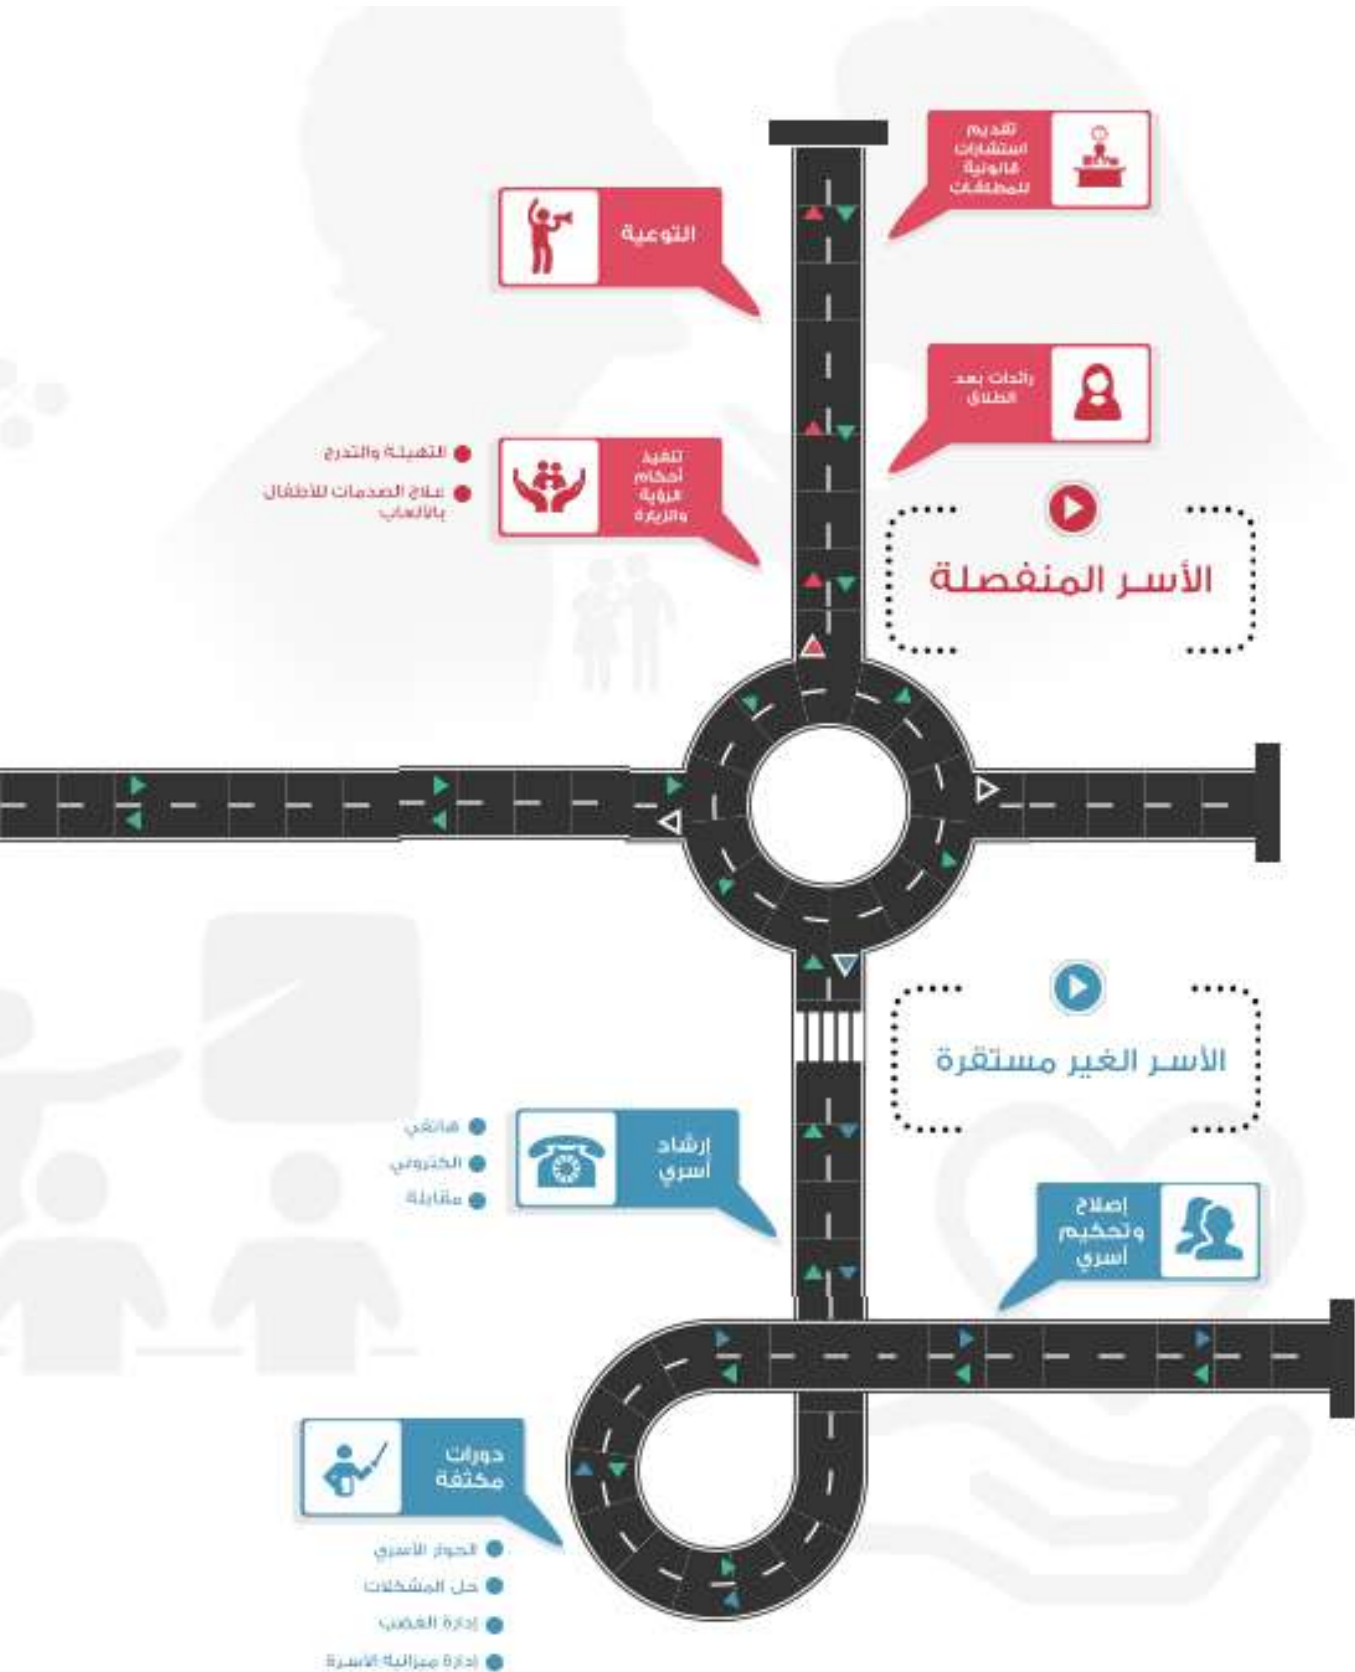 تقديم
استشارات
قانونية
للمطلقات
التوعية
رائدات بعد
الطلاق
تنفيذ
أحكام
الرؤية
والزيارة
التهيئة والتدرج
علاج الصدمات للأطفال
بالألعاب
الأسر المنفصلة
الأسر الغير مستقرة
إرشاد
أسري
هاتفي
الكتروني
مقابلة
إصلاح
وتحكيم
أسري
دورات
مكثفة
الحوار الأسري
حل المشكلات
إدارة الغضب
إدارة ميزانية الأسرة